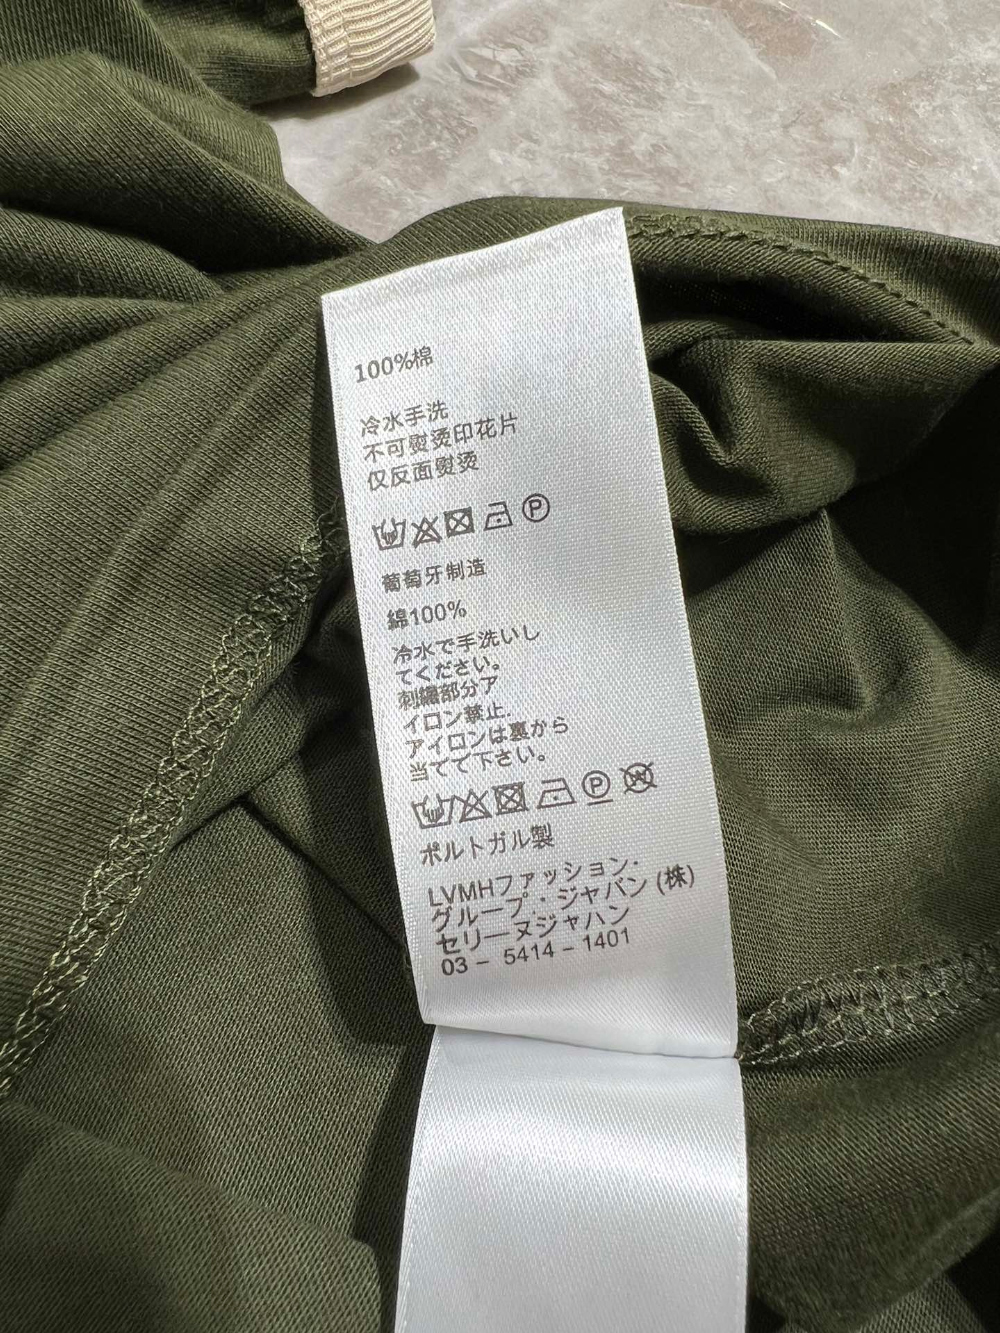 100%棉
冷水手洗
不可熨烫印花片
仅反面熨烫
P
葡萄牙制造
綿100%
冷水で手洗いし
てください。
刺繍部分ア
イロン禁止.
アイロンは裏から
当てて下さい。
P W
ポルトガル製
LVMHファッション・
グループ・ジャパン (株)
セリーヌジャハン
03 - 5414 - 1401